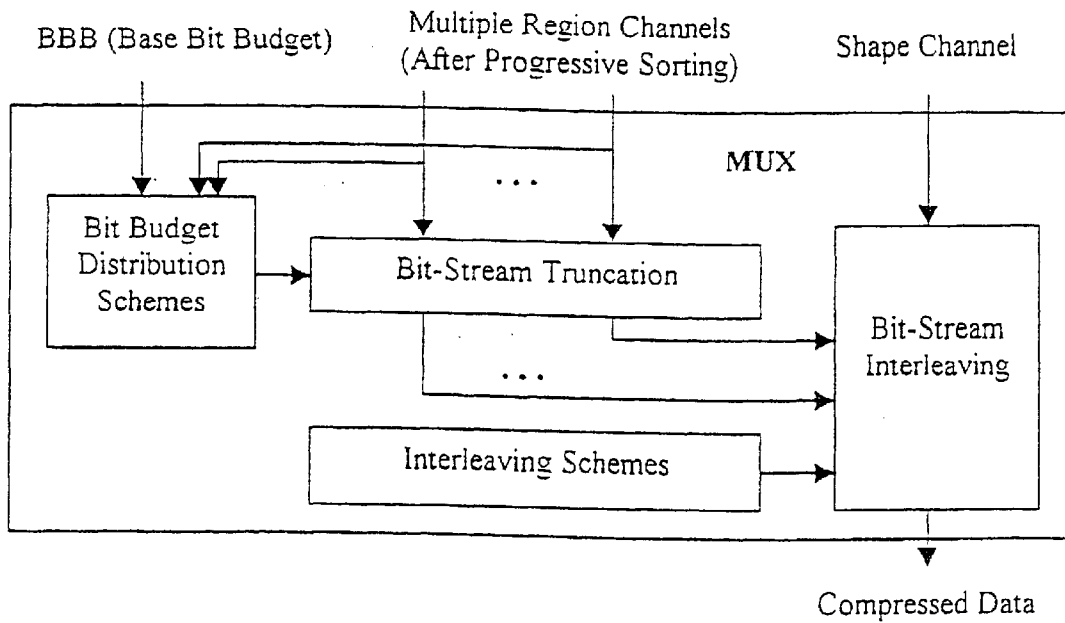 BBB (Base Bit Budget)
Multiple Region Channels
(After Progressive Sorting)
Shape Channel
MUX
...
Bit Budget
Distribution
Schemes
Bit-Stream Truncation
Bit-Stream
Interleaving
...
Interleaving Schemes
Compressed Data